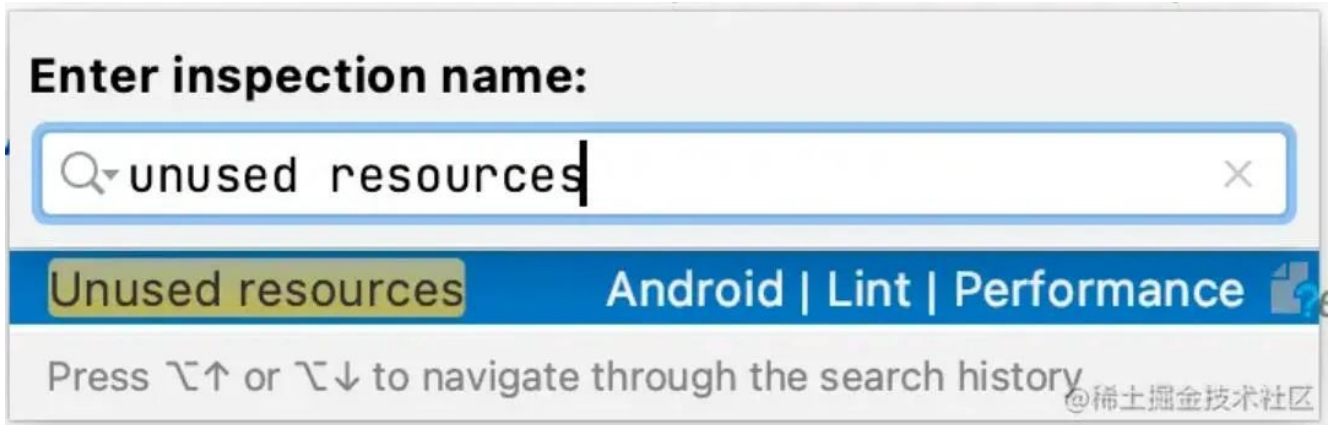 Enter inspection name:
unused resources
Unused resources Android | Lint | Performance
Press ⌥↑ or ⌥↓ to navigate through the search history
@稀土掘金技术社区